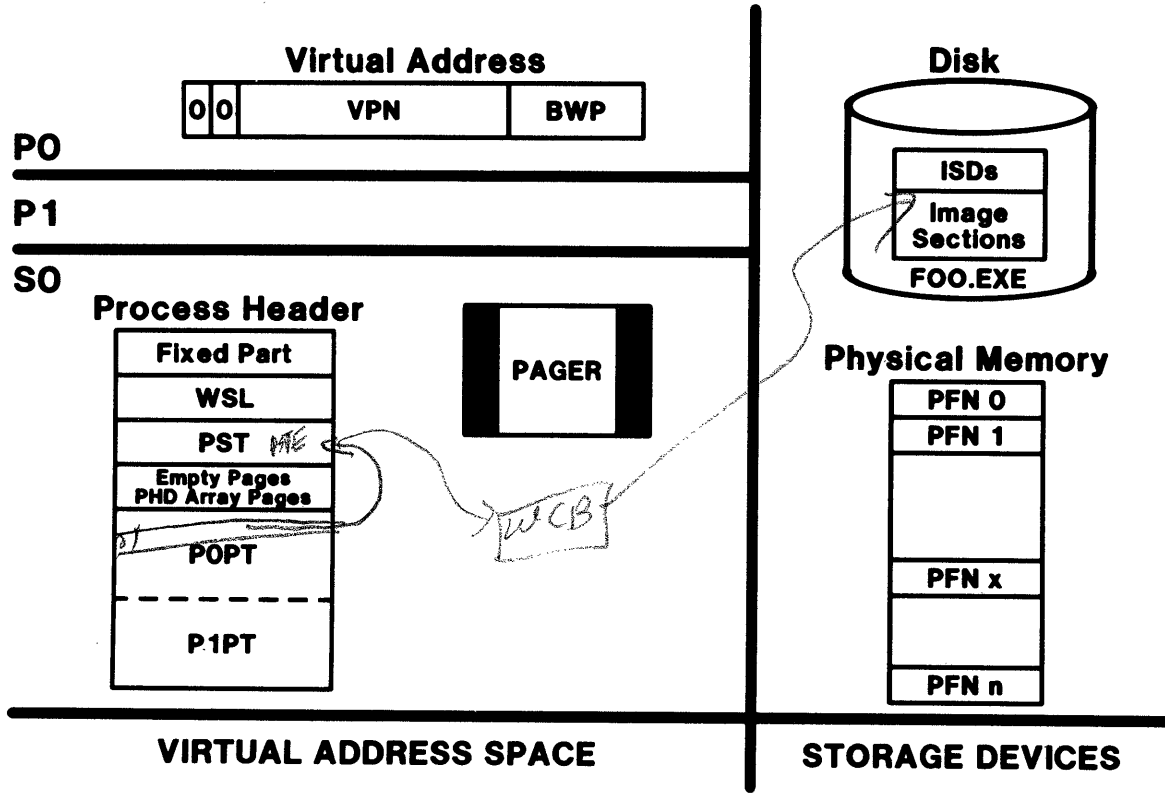 Virtual Address
0 0 VPN BWP
P0
P1
S0
Process Header
Fixed Part
WSL
PST
Empty Pages
PHD Array Pages
P0PT
P1PT
PAGER
WCB
VIRTUAL ADDRESS SPACE
Disk
ISDs
Image
Sections
FOO.EXE
Physical Memory
PFN 0
PFN 1
PFN x
PFN n
STORAGE DEVICES